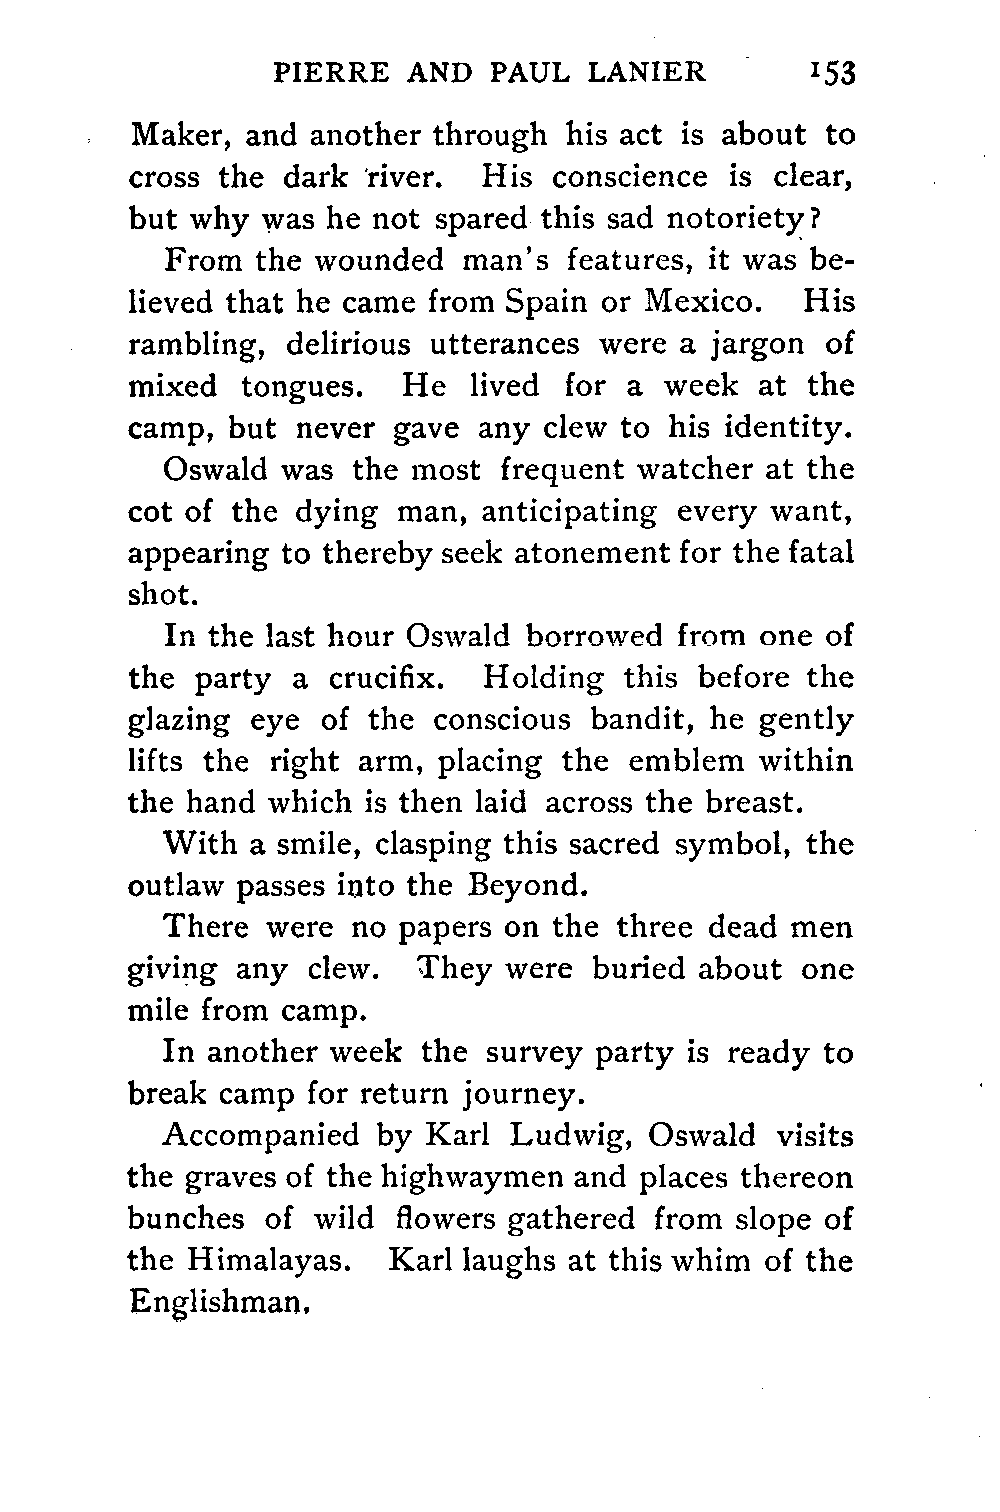 PIERRE AND PAUL LANIER 153
Maker, and another through his act is about to
cross the dark river. His conscience is clear,
but why was he not spared this sad notoriety?
From the wounded man's features, it was be-
lieved that he came from Spain or Mexico. His
rambling, delirious utterances were a jargon of
mixed tongues. He lived for a week at the
camp, but never gave any clew to his identity.
Oswald was the most frequent watcher at the
cot of the dying man, anticipating every want,
appearing to thereby seek atonement for the fatal
shot.
In the last hour Oswald borrowed from one of
the party a crucifix. Holding this before the
glazing eye of the conscious bandit, he gently
lifts the right arm, placing the emblem within
the hand which is then laid across the breast.
With a smile, clasping this sacred symbol, the
outlaw passes into the Beyond.
There were no papers on the three dead men
giving any clew. They were buried about one
mile from camp.
In another week the survey party is ready to
break camp for return journey.
Accompanied by Karl Ludwig, Oswald visits
the graves of the highwaymen and places thereon
bunches of wild flowers gathered from slope of
the Himalayas. Karl laughs at this whim of the
Englishman.